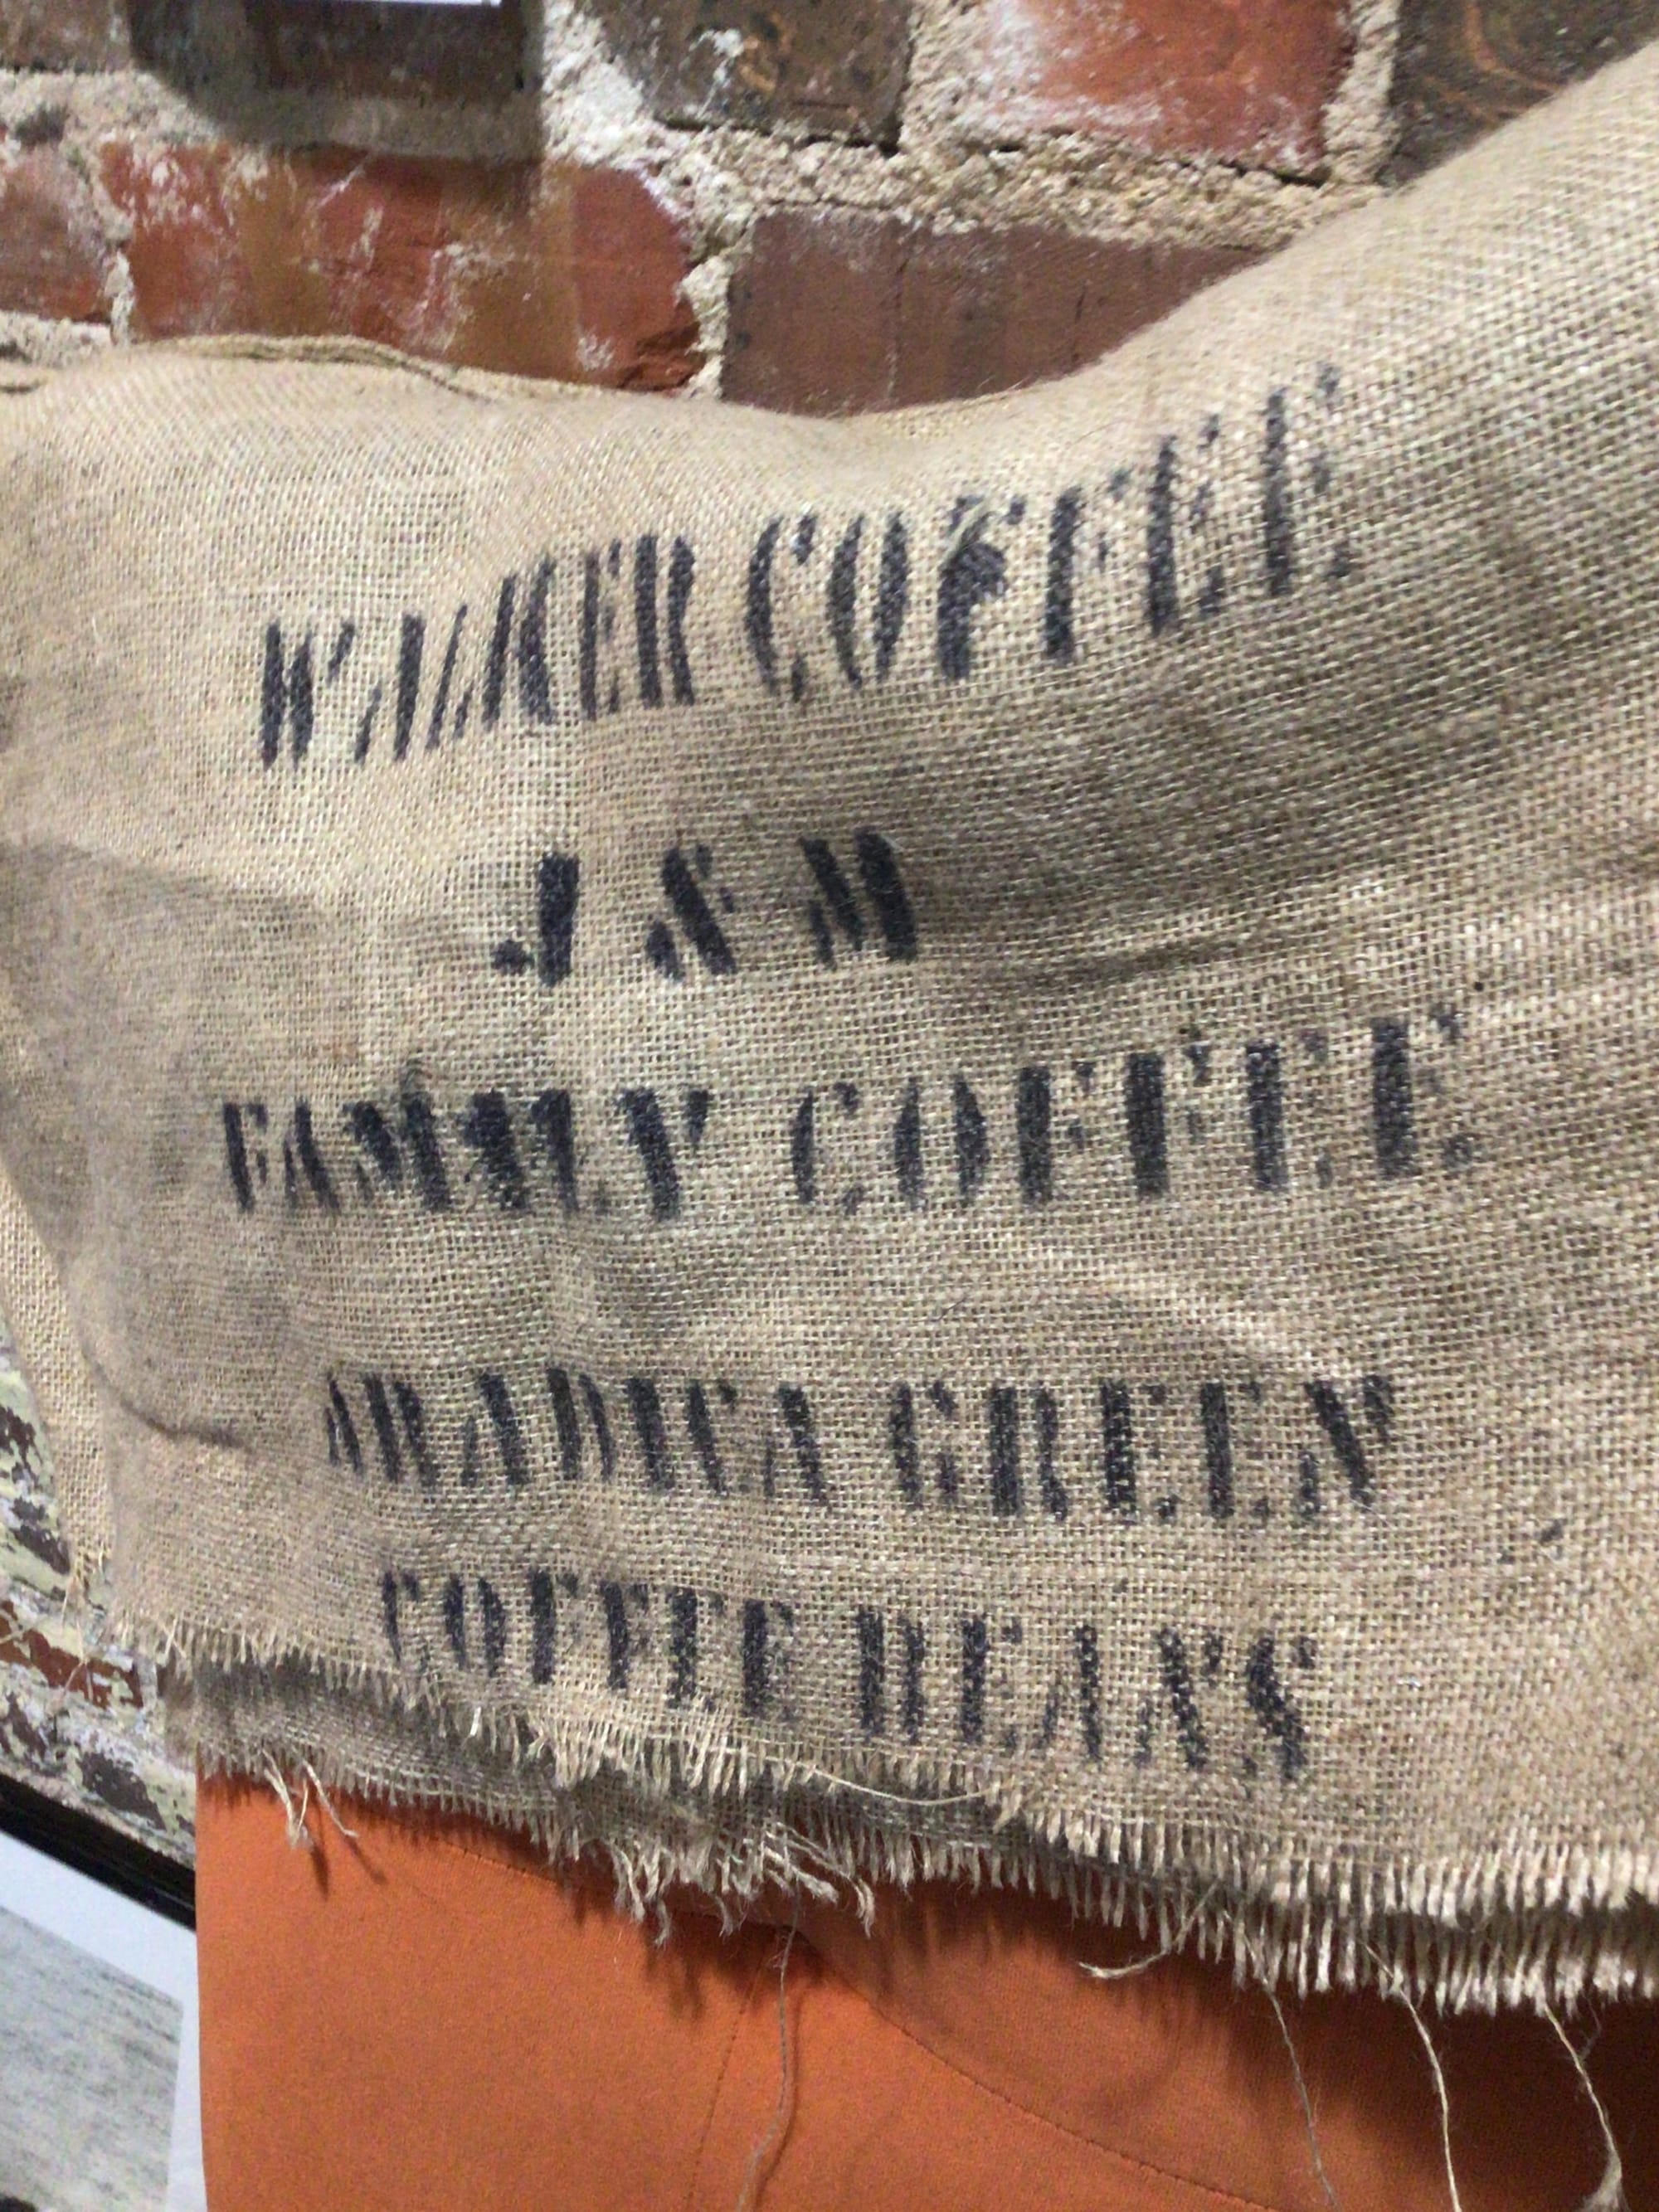 WALKER COFFEE
J & M
FAMILY COFFEE
ARABICA GREEN
COFFEE BEANS